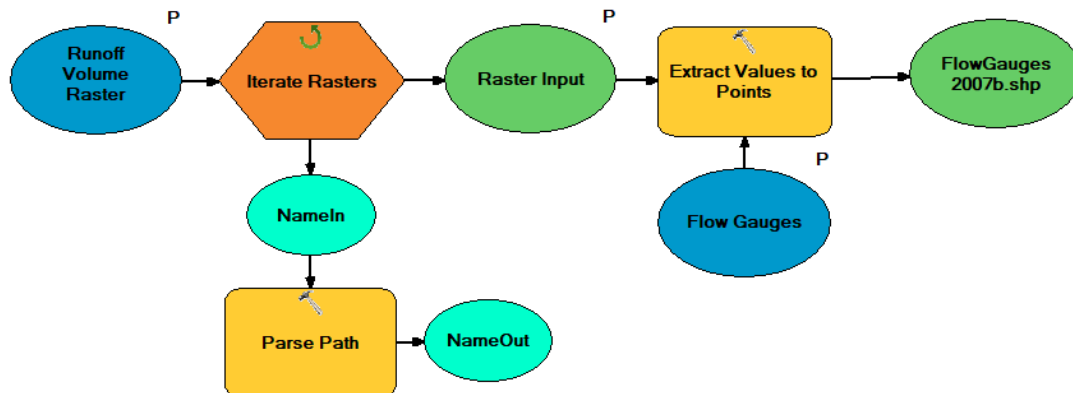 P
Runoff
Volume
Raster
Iterate Rasters
P
Raster Input
Extract Values to
Points
FlowGauges
2007b.shp
P
Flow Gauges
NameIn
Parse Path
NameOut